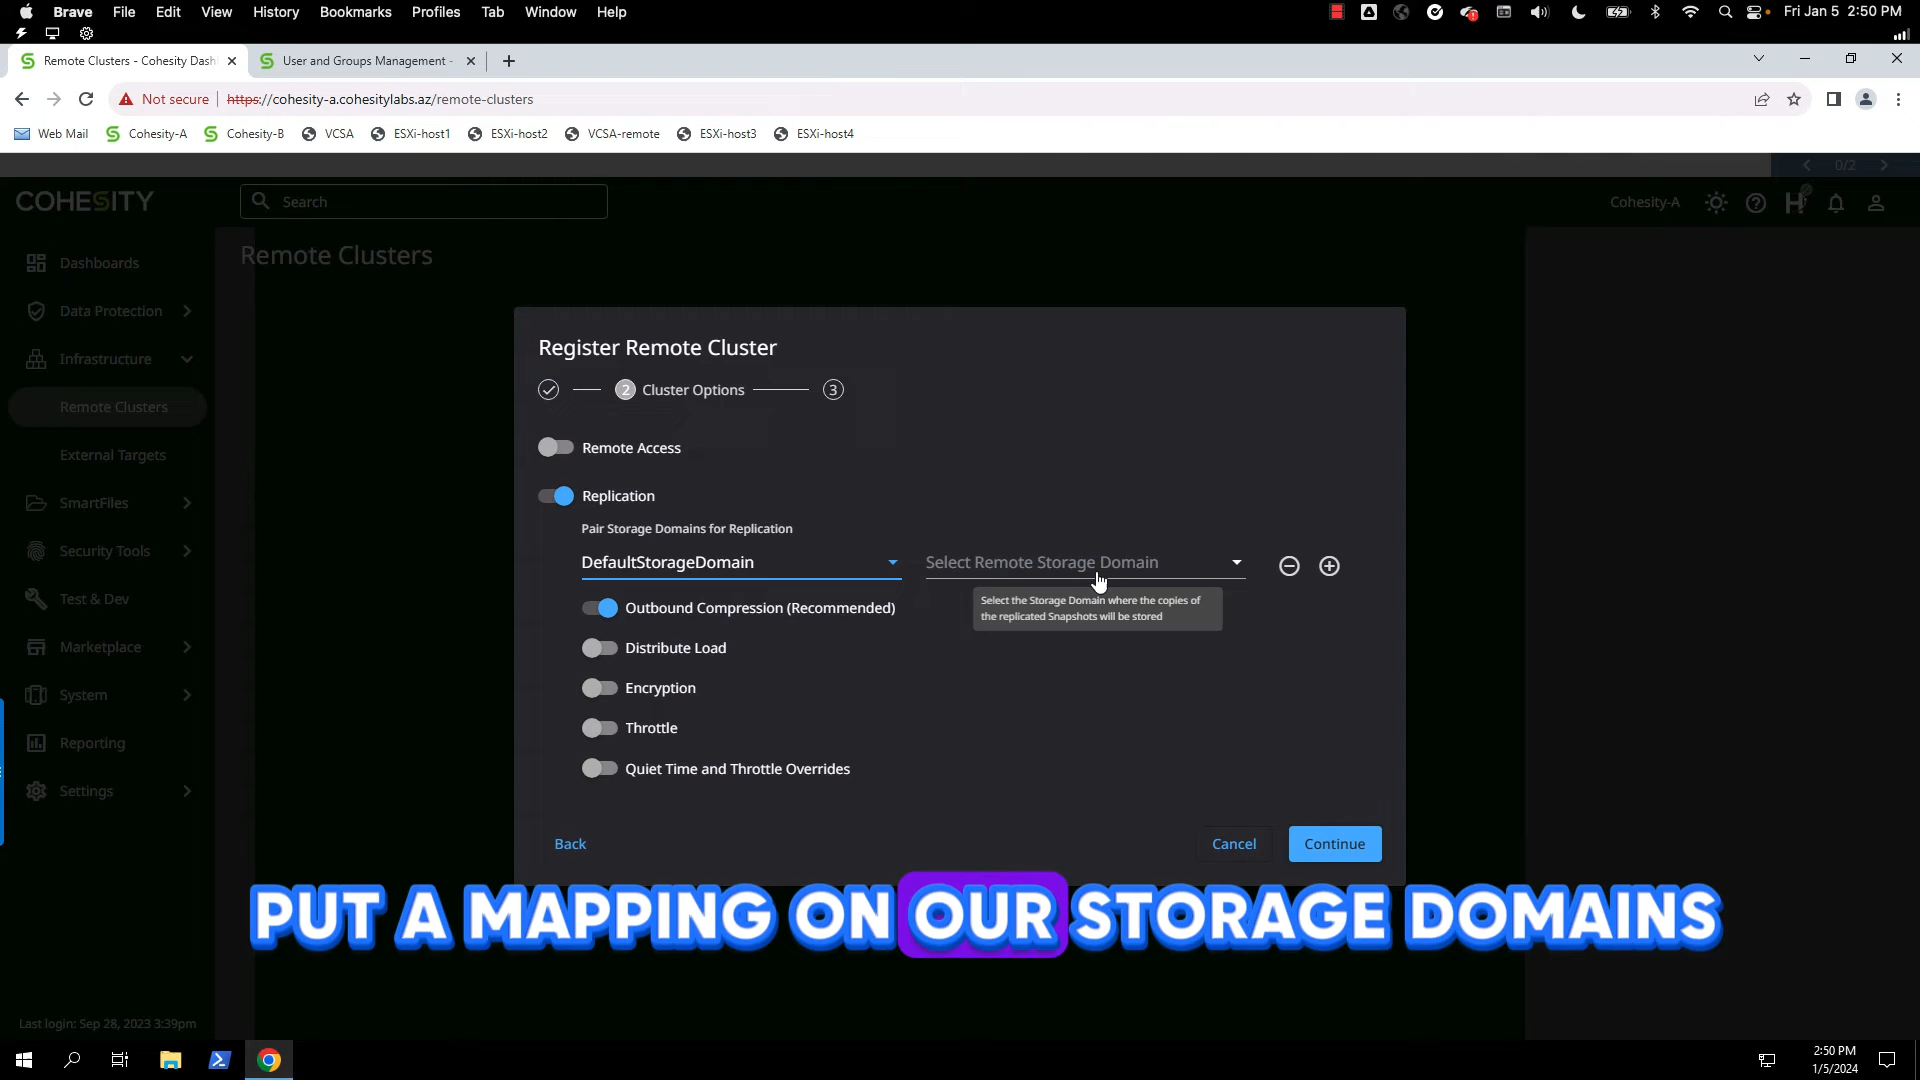 Brave File Edit View History Bookmarks Profiles Tab Window Help
Fri Jan 5 2:50 PM
Remote Clusters - Cohesity Dash
User and Groups Management -
Not secure https://cohesity-a.cohesitylabs.az/remote-clusters
Web Mail Cohesity-A Cohesity-B VCSA ESXi-host1 ESXi-host2 VCSA-remote ESXi-host3 ESXi-host4
0/2
COHESITY
Search
Cohesity-A
Remote Clusters
Dashboards
Data Protection
Infrastructure
Remote Clusters
External Targets
SmartFiles
Security Tools
Test & Dev
Marketplace
System
Reporting
Settings
Last login: Sep 28, 2023 3:39pm
Register Remote Cluster
2 Cluster Options 3
Remote Access
Replication
Pair Storage Domains for Replication
DefaultStorageDomain
Select Remote Storage Domain
Select the Storage Domain where the copies of
the replicated Snapshots will be stored
Outbound Compression (Recommended)
Distribute Load
Encryption
Throttle
Quiet Time and Throttle Overrides
Back
Cancel
Continue
PUT A MAPPING ON OUR STORAGE DOMAINS
2:50 PM
1/5/2024